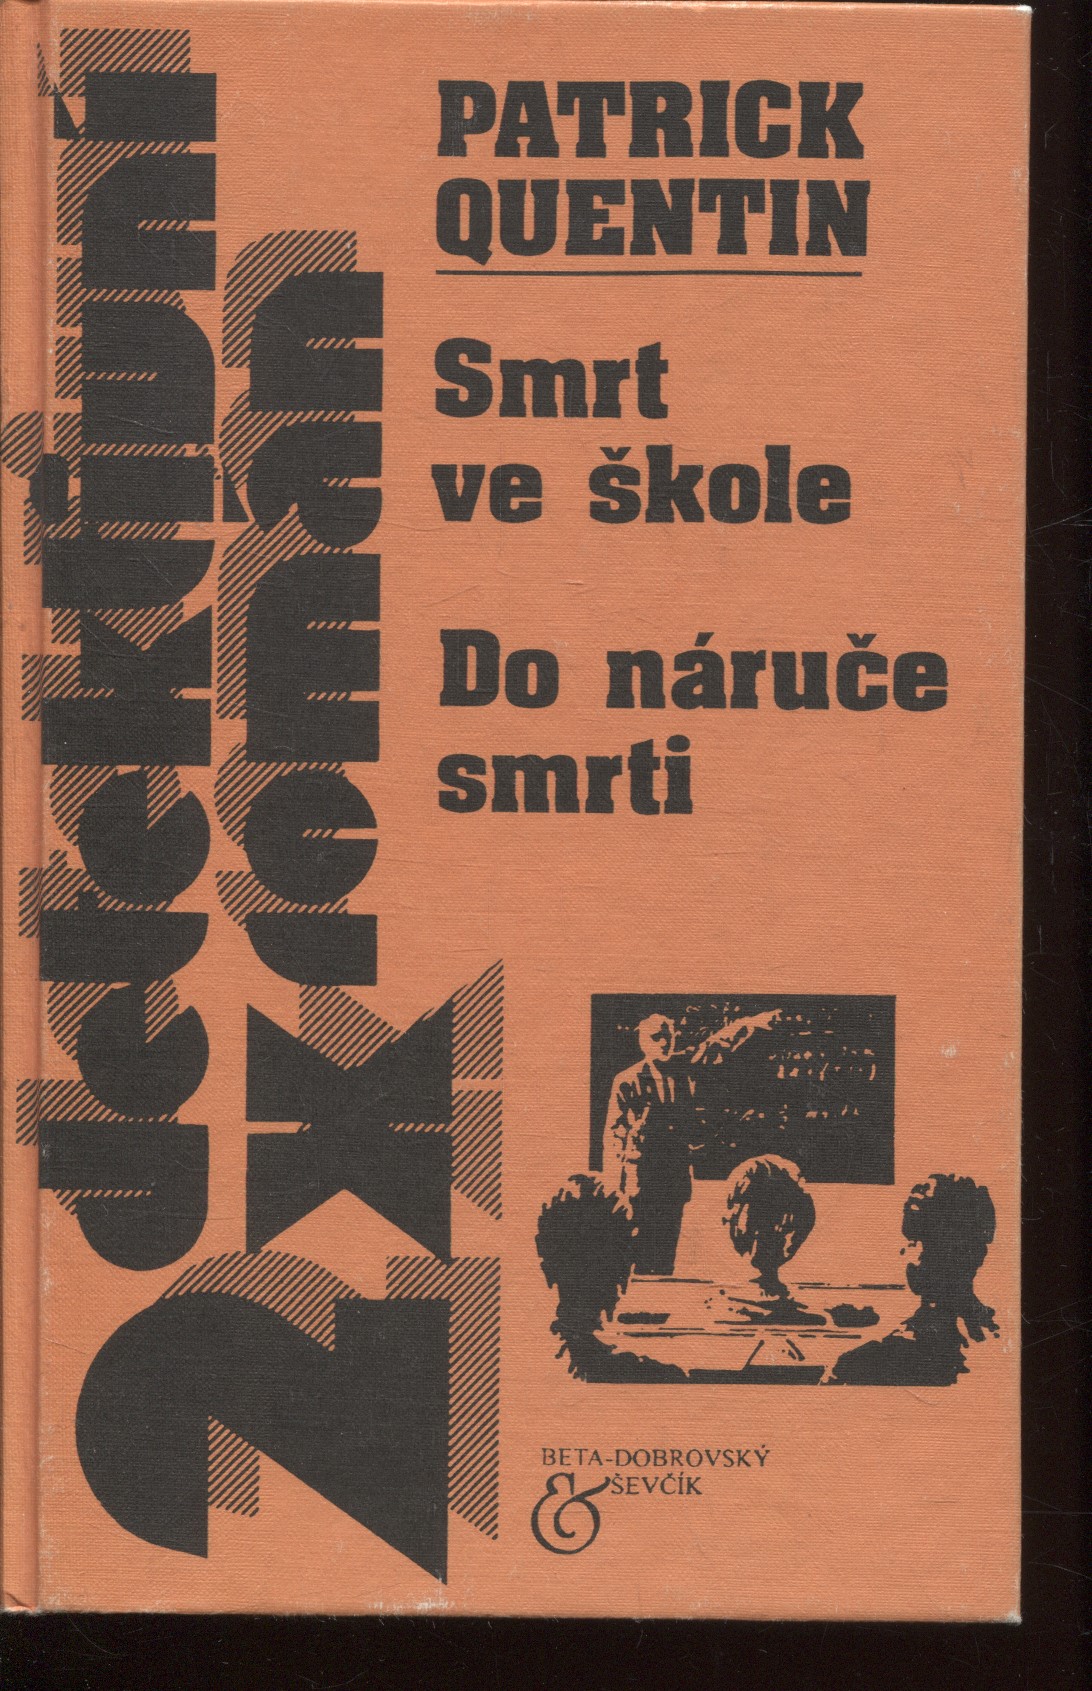 PATRICK
QUENTIN
Smrt
ve škole
Do náruče
smrti
2x detektivní
román
BETA-DOBROVSKÝ
& ŠEVČÍK